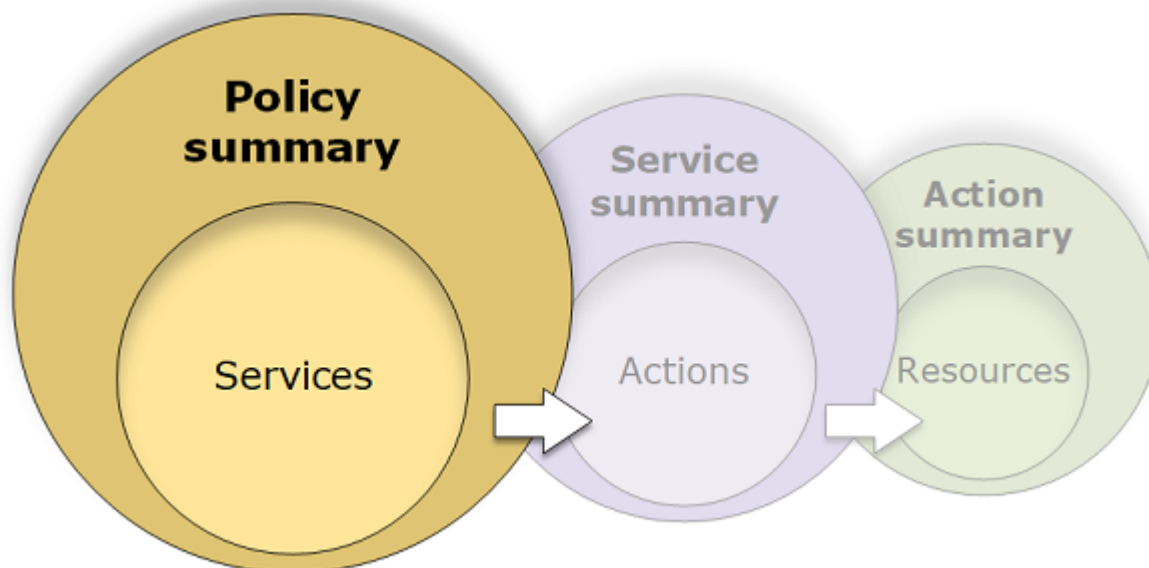 Policy
summary
Services
Service
summary
Actions
Action
summary
Resources